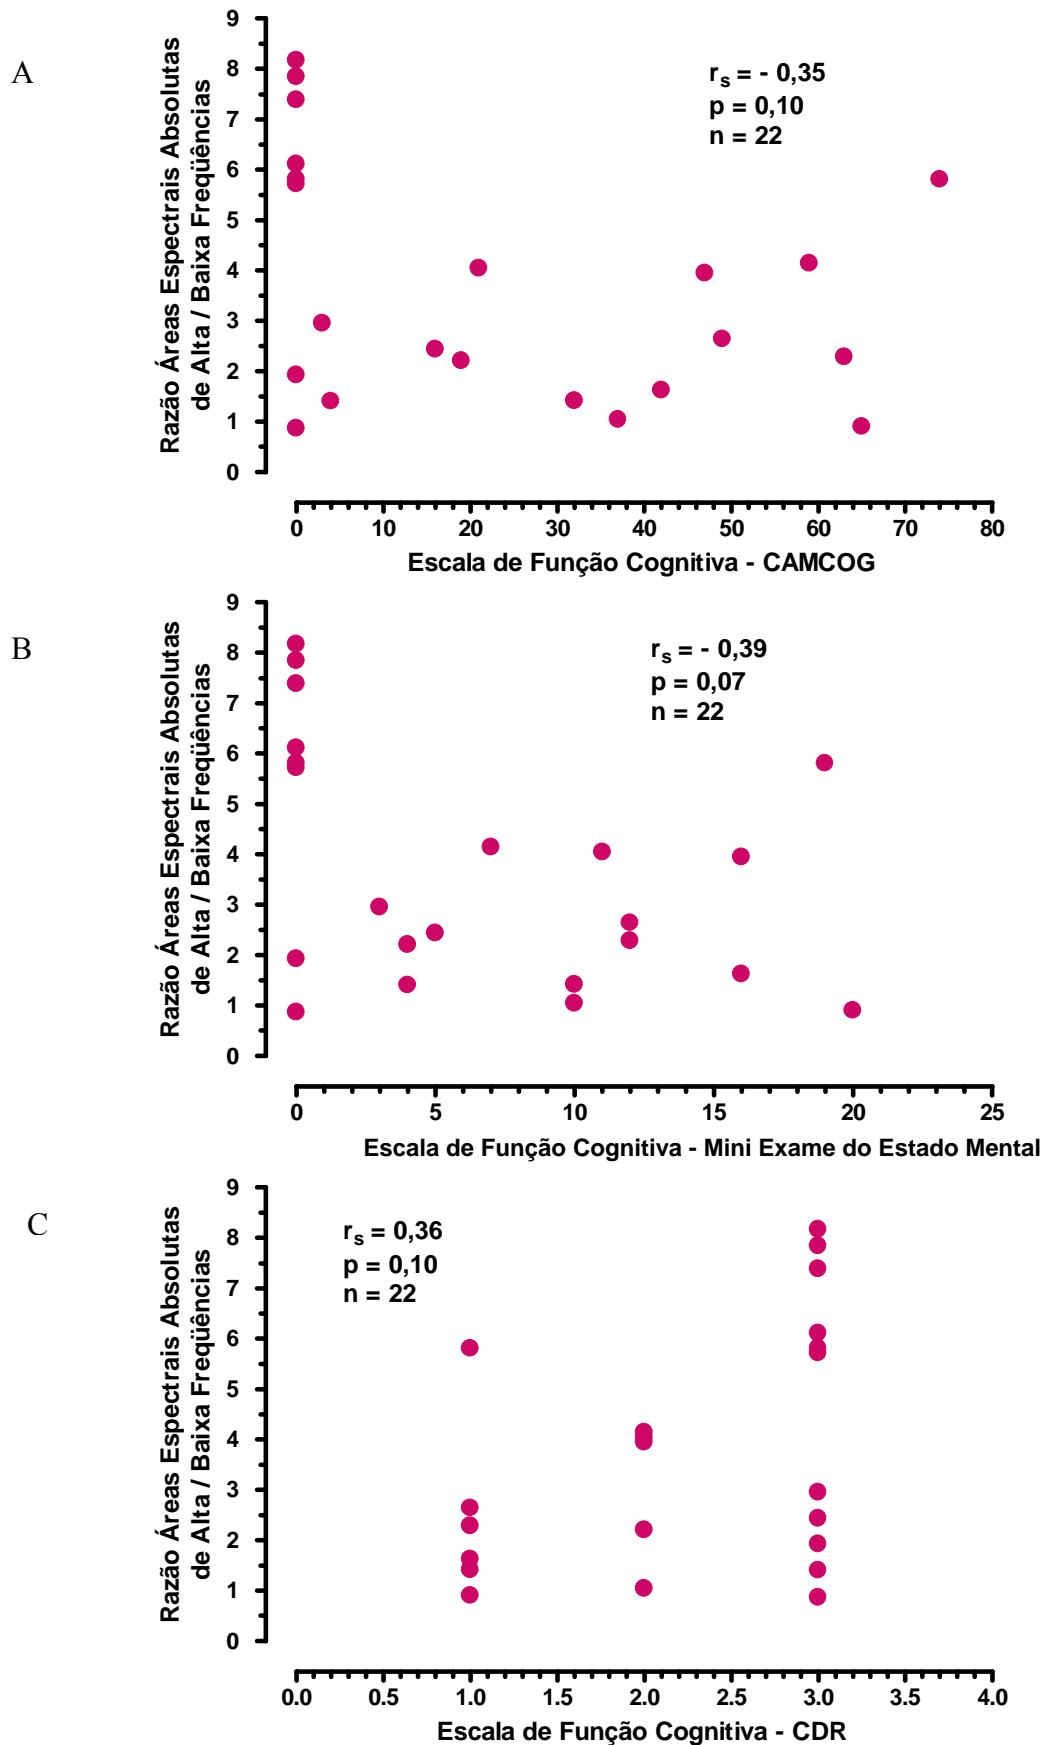 A
Razão Áreas Espectrais Absolutas
de Alta / Baixa Freqüências
9
8
7
6
5
4
3
2
1
0
rs = - 0,35
p = 0,10
n = 22
0 10 20 30 40 50 60 70 80
Escala de Função Cognitiva - CAMCOG
B
Razão Áreas Espectrais Absolutas
de Alta / Baixa Freqüências
9
8
7
6
5
4
3
2
1
0
rs = - 0,39
p = 0,07
n = 22
0 5 10 15 20 25
Escala de Função Cognitiva - Mini Exame do Estado Mental
C
Razão Áreas Espectrais Absolutas
de Alta / Baixa Freqüências
9
8
7
6
5
4
3
2
1
0
rs = 0,36
p = 0,10
n = 22
0.0 0.5 1.0 1.5 2.0 2.5 3.0 3.5 4.0
Escala de Função Cognitiva - CDR